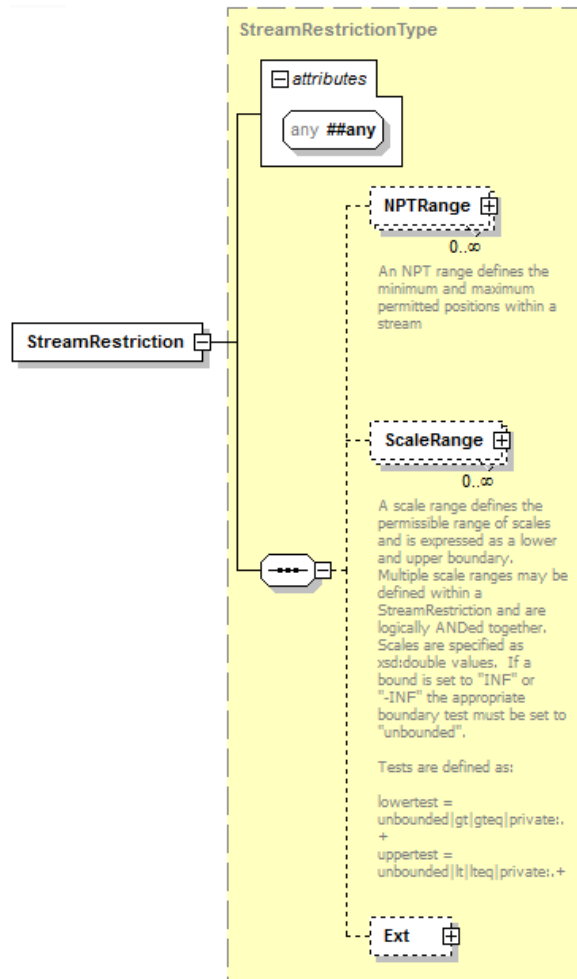 StreamRestrictionType
attributes
any ##any
NPTRange
0..∞
An NPT range defines the
minimum and maximum
permitted positions within a
stream
StreamRestriction
ScaleRange
0..∞
A scale range defines the
permissible range of scales
and is expressed as a lower
and upper boundary.
Multiple scale ranges may be
defined within a
StreamRestriction and are
logically ANDed together.
Scales are specified as
xsd:double values.  If a
bound is set to "INF" or
"-INF" the appropriate
boundary test must be set to
"unbounded".
Tests are defined as:
lowertest =
unbounded|gt|gteq|private:.
+
uppertest =
unbounded|lt|lteq|private:.+
Ext